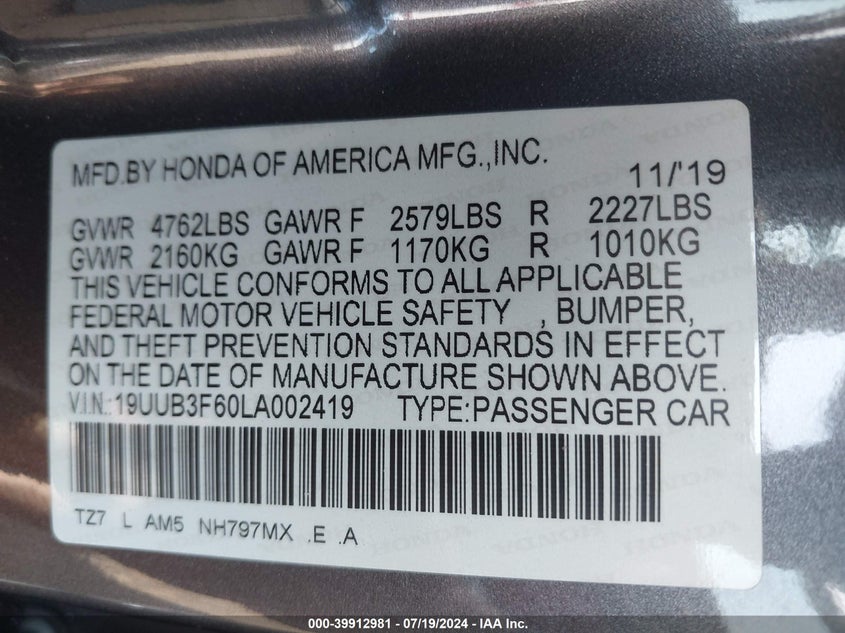 MFD.BY HONDA OF AMERICA MFG.,INC. 11/'19
GVWR 4762LBS GAWR F 2579LBS R 2227LBS
GVWR 2160KG GAWR F 1170KG R 1010KG
THIS VEHICLE CONFORMS TO ALL APPLICABLE
FEDERAL MOTOR VEHICLE SAFETY , BUMPER,
AND THEFT PREVENTION STANDARDS IN EFFECT
ON THE DATE OF MANUFACTURE SHOWN ABOVE.
V.I.N.:19UUB3F60LA002419 TYPE:PASSENGER CAR
TZ7 L AM5 NH797MX .E .A
000-39912981 - 07/19/2024 - IAA Inc.